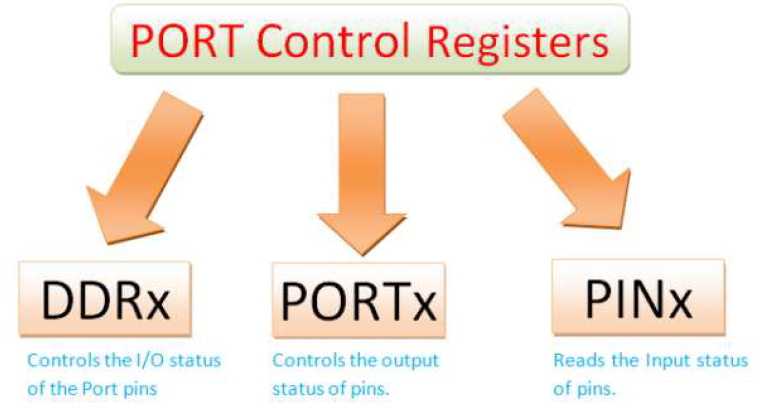 PORT Control Registers
DDRx
Controls the I/O status
of the Port pins
PORTx
Controls the output
status of pins.
PINx
Reads the Input status
of pins.